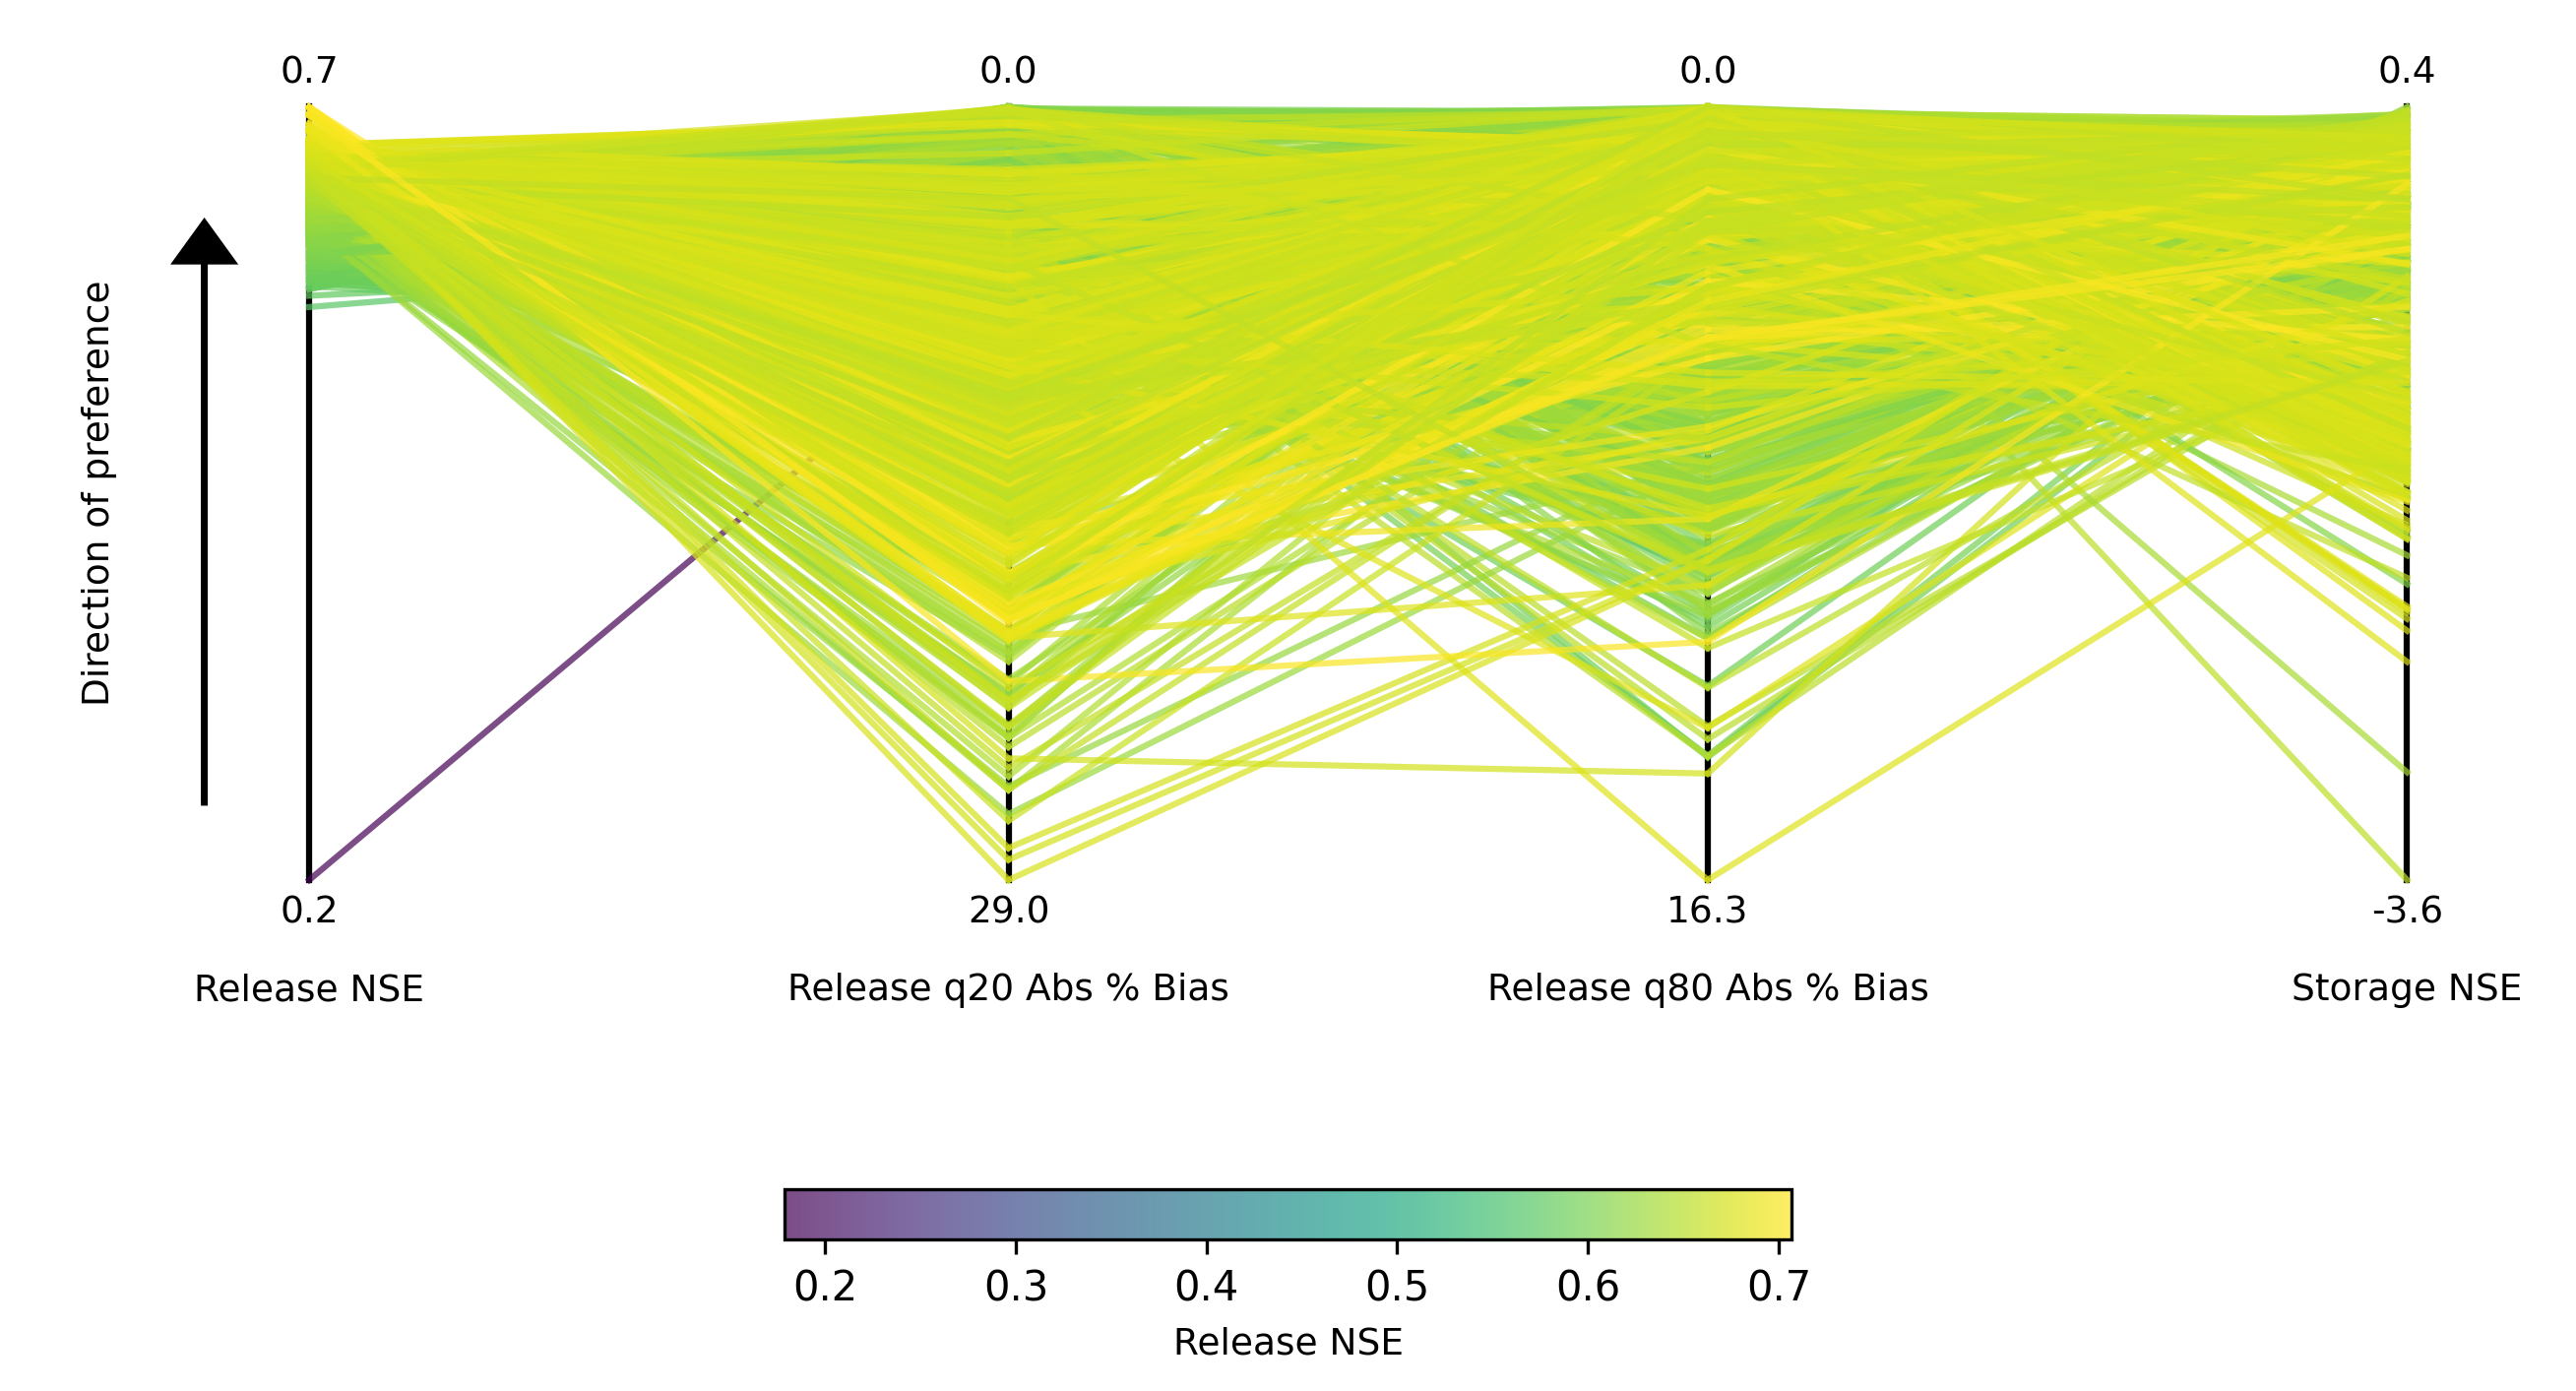 0.7
0.0
0.0
0.4
Direction of preference
0.2
29.0
16.3
-3.6
Release NSE
Release q20 Abs % Bias
Release q80 Abs % Bias
Storage NSE
0.2
0.3
0.4
0.5
0.6
0.7
Release NSE